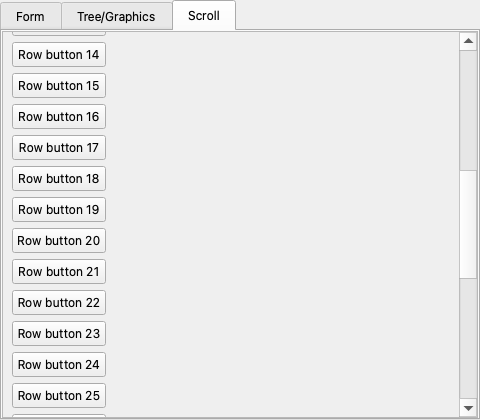 Form
Tree/Graphics
Scroll
Row button 14
Row button 15
Row button 16
Row button 17
Row button 18
Row button 19
Row button 20
Row button 21
Row button 22
Row button 23
Row button 24
Row button 25